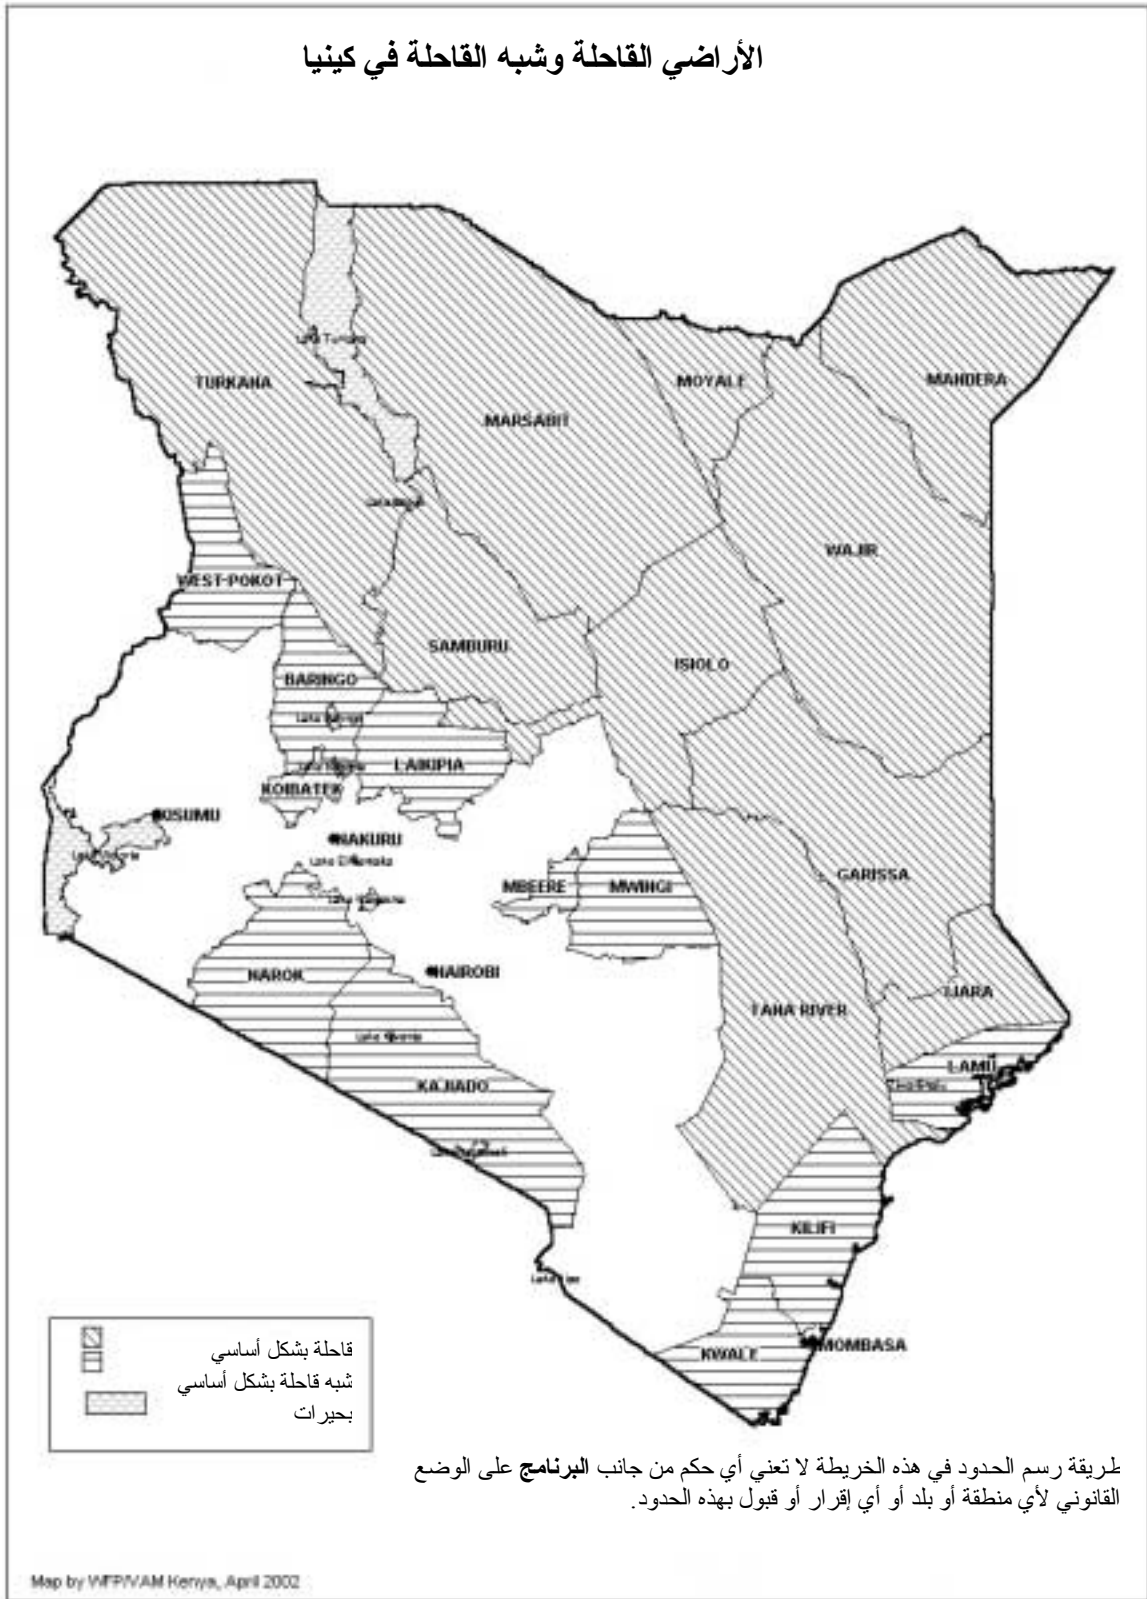 الأراضي القاحلة وشبه القاحلة في كينيا
TURKANA
MOYALE
MANDERA
MARSABIT
WAJIR
WEST-POKOT
SAMBURU
ISIOLO
BARINGO
LAIKIPIA
KOIBATEK
KISUMU
NAKURU
GARISSA
MBEERE
MWINGI
NAROK
NAIROBI
IJARA
TANA RIVER
LAMU
KAJIADO
KILIFI
MOMBASA
KWALE
قاحلة بشكل أساسي
شبه قاحلة بشكل أساسي
بحيرات
طريقة رسم الحدود في هذه الخريطة لا تعني أي حكم من جانب البرنامج على الوضع
القانوني لأي منطقة أو بلد أو أي إقرار أو قبول بهذه الحدود.
Map by WFP/VAM Kenya, April 2002